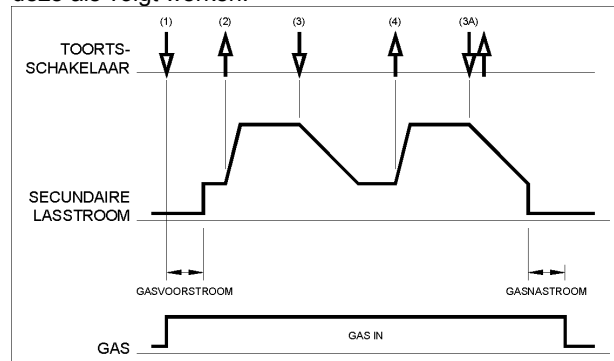 deze als volgt werken:
(1) (2) (3) (4) (3A)
TOORTS-
SCHAKELAAR
SECUNDAIRE
LASSTROOM
GASVOORSTROOM GASNASTROOM
GAS IN
GAS